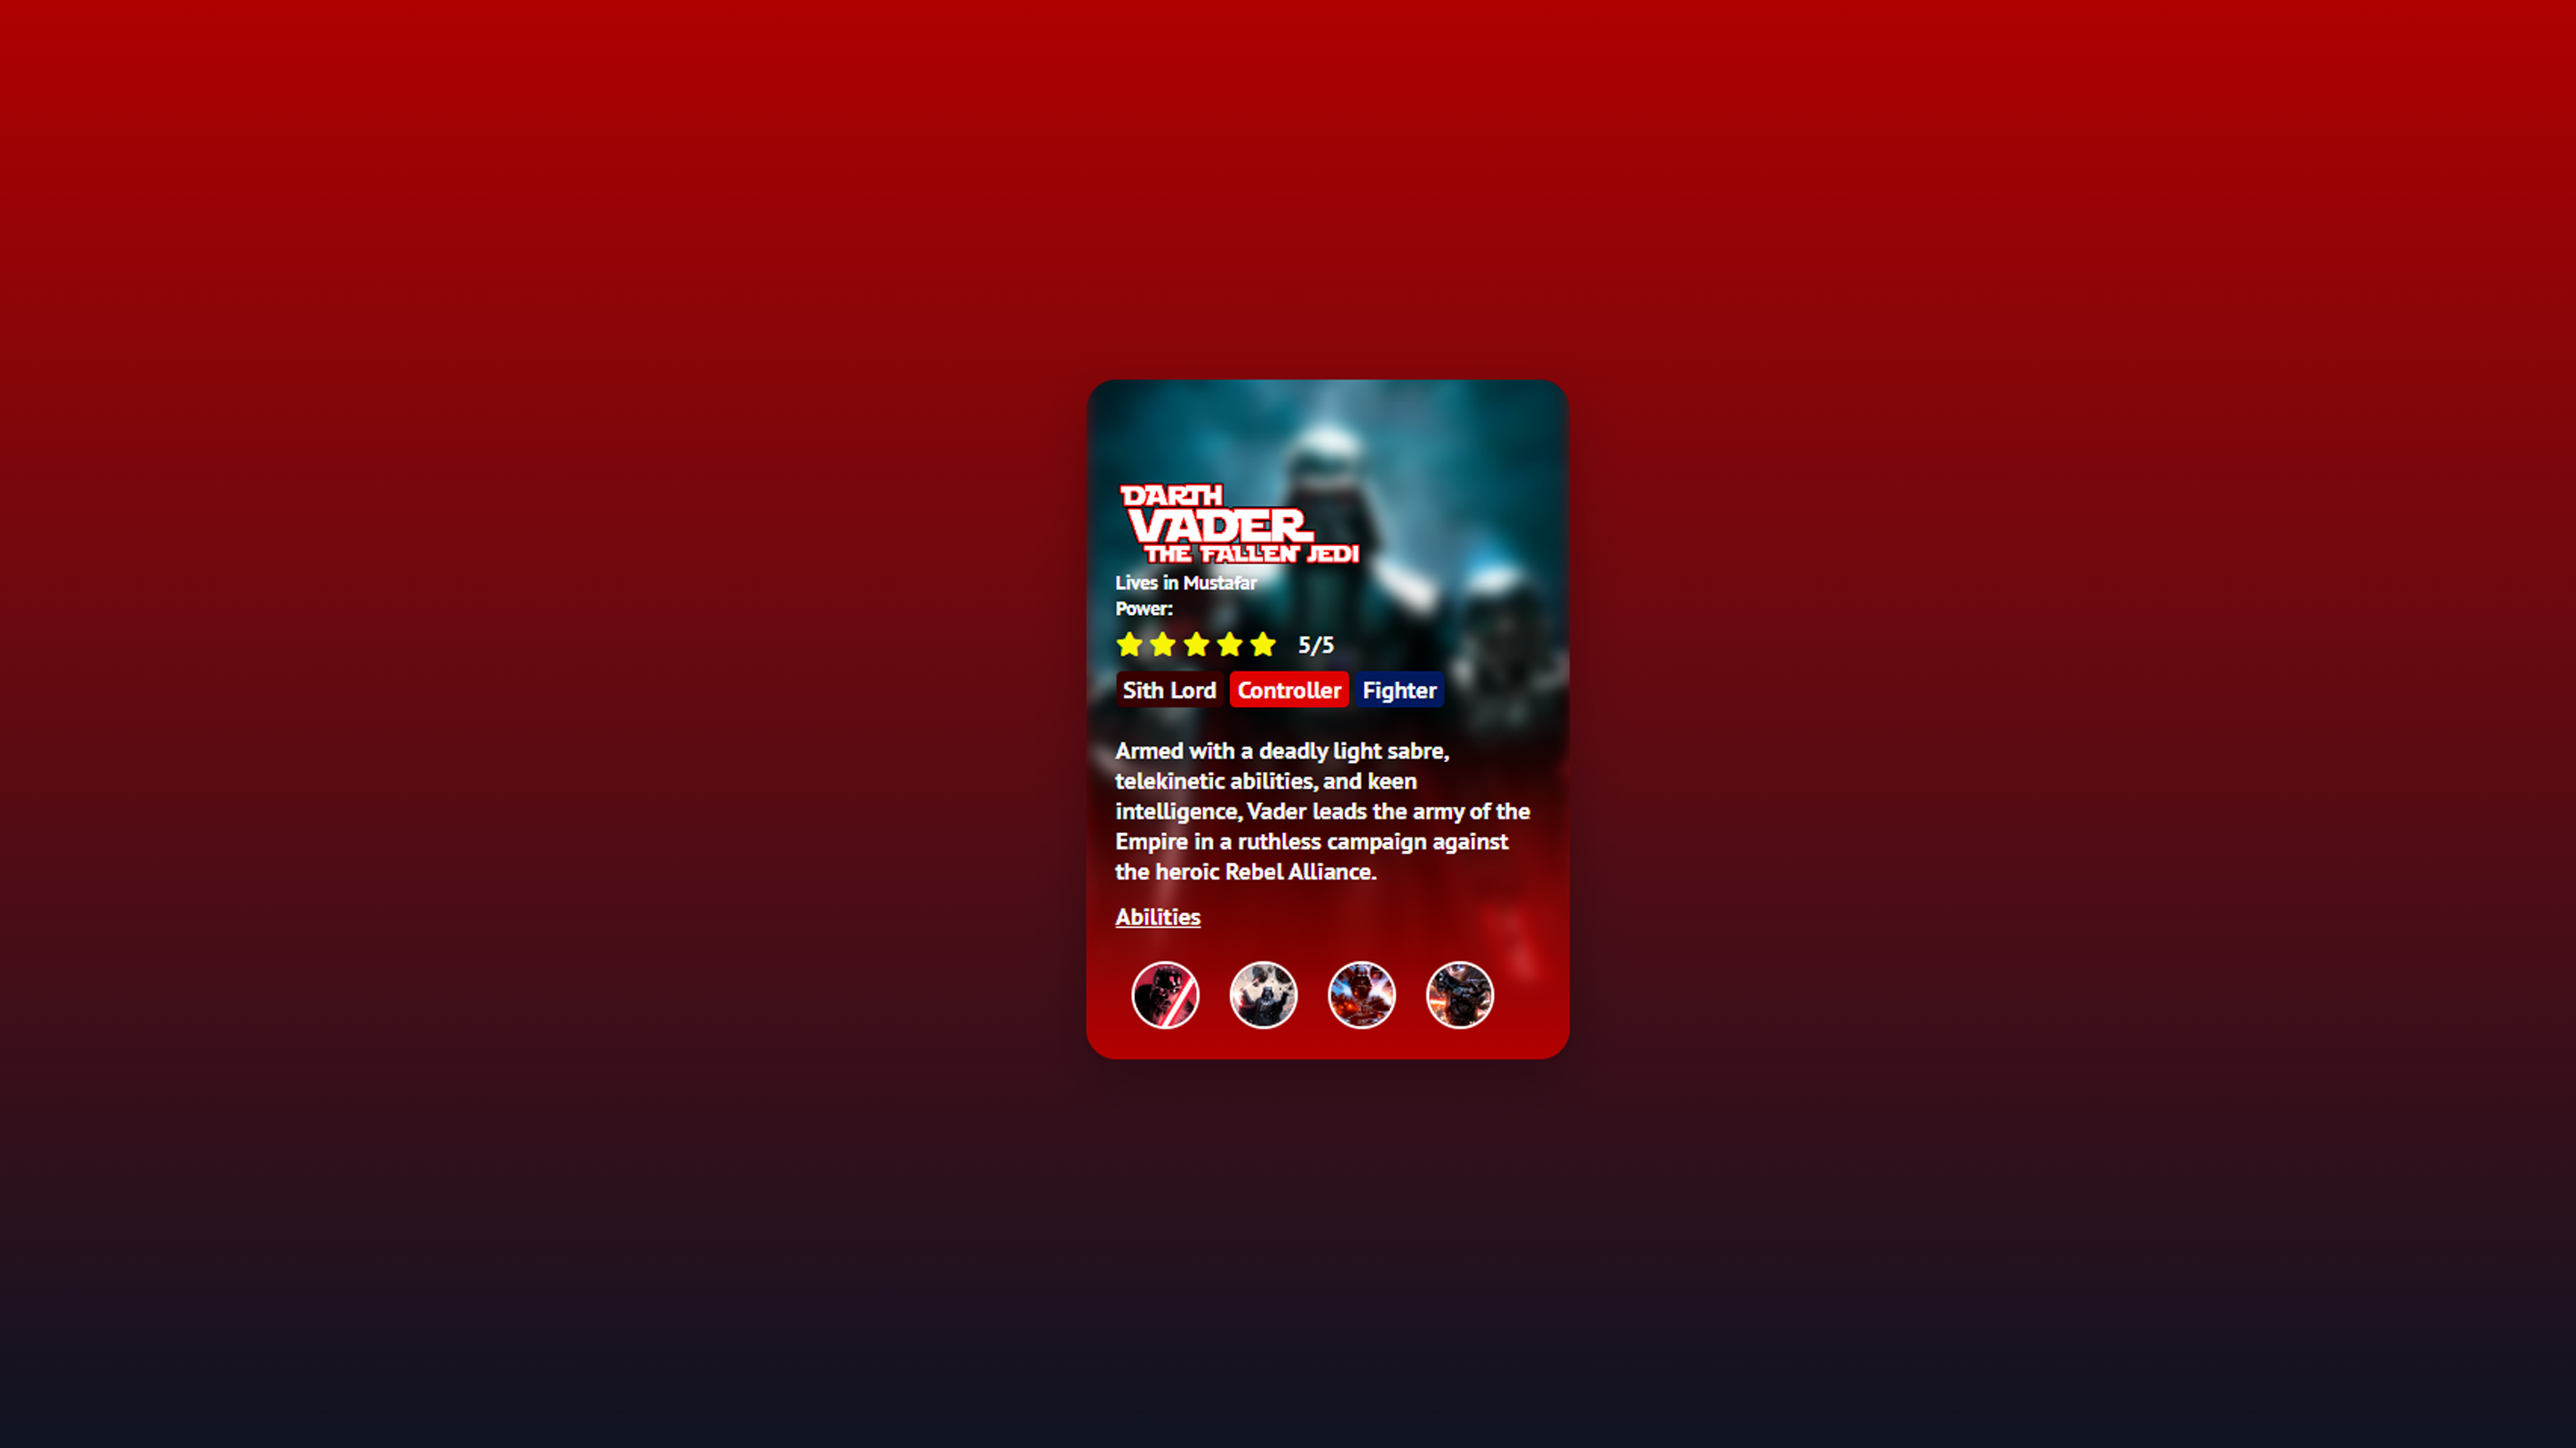 DARTH
VADER
THE FALLEN JEDI
Lives in Mustafar
Power:
5/5
Sith Lord Controller Fighter
Armed with a deadly light sabre,
telekinetic abilities, and keen
intelligence, Vader leads the army of the
Empire in a ruthless campaign against
the heroic Rebel Alliance.
Abilities